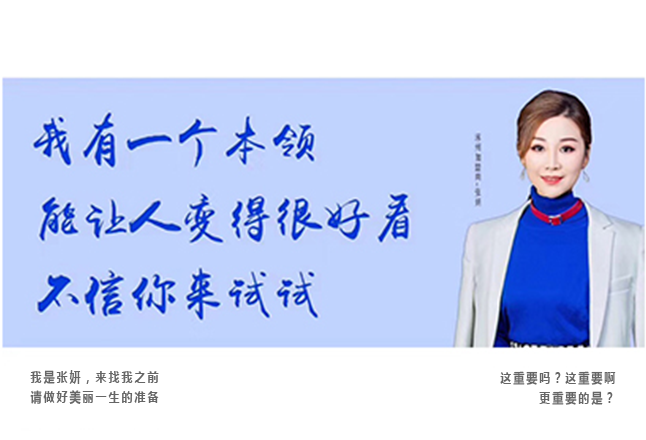 我有一个本领
能让人变得很好看
不信你来试试
我是张妍，来找我之前
请做好美丽一生的准备
这重要吗？这重要啊
更重要的是？